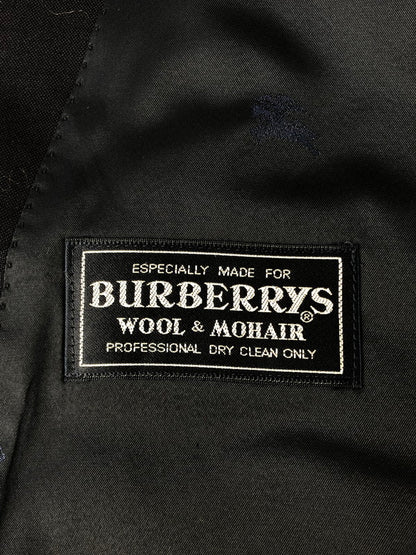 ESPECIALLY MADE FOR
BURBERRYS®
WOOL & MOHAIR
PROFESSIONAL DRY CLEAN ONLY